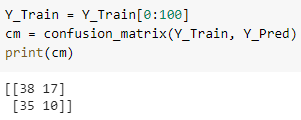 Y_Train = Y_Train[0:100]
cm = confusion_matrix(Y_Train, Y_Pred)
print(cm)
[[38 17]
 [35 10]]